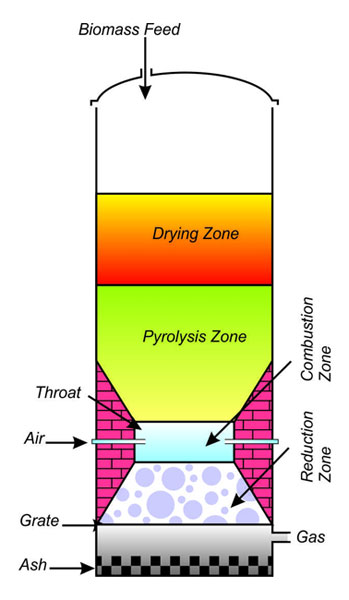 Biomass Feed
Drying Zone
Pyrolysis Zone
Combustion
Zone
Throat
Air
Reduction
Zone
Grate
Gas
Ash